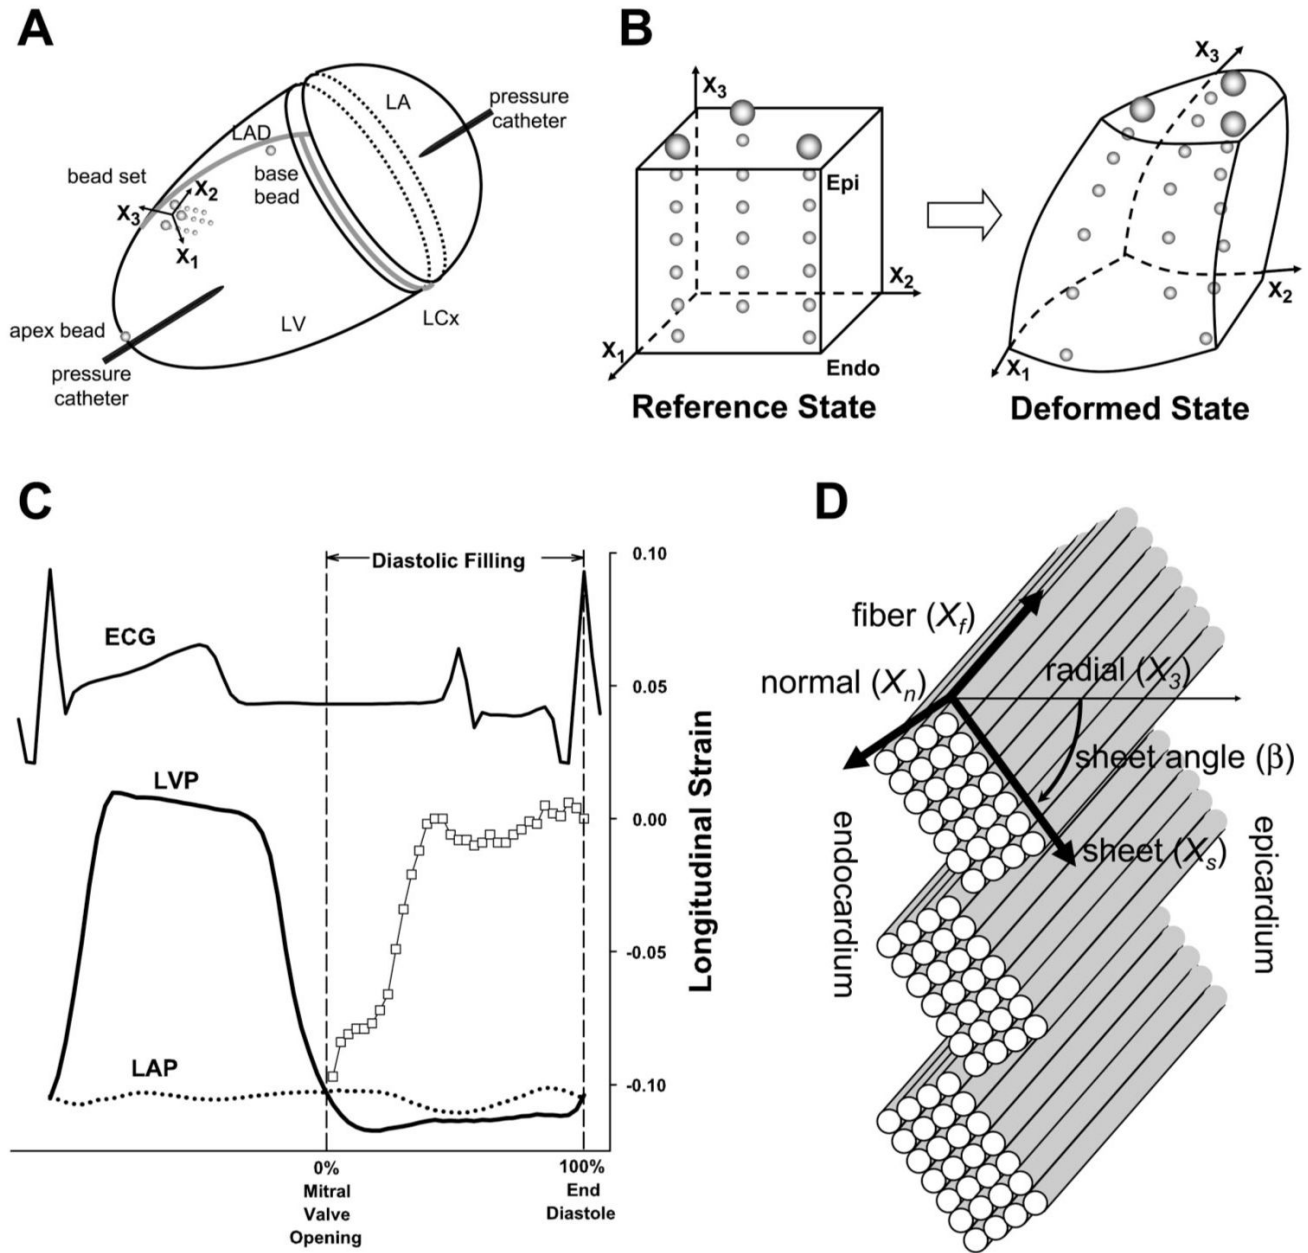 A
LA
pressure
catheter
LAD
bead set
base
bead
X2
X3
X1
apex bead
LV
LCx
pressure
catheter
B
X3
Epi
X2
X1
Endo
Reference State
X3
X2
X1
Deformed State
C
Diastolic Filling
ECG
LVP
LAP
0.10
0.05
0.00
-0.05
-0.10
Longitudinal Strain
0%
Mitral
Valve
Opening
100%
End
Diastole
D
fiber (Xf)
normal (Xn)
radial (X3)
sheet angle (β)
sheet (Xs)
endocardium
epicardium